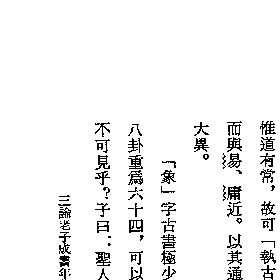 惟道有常，故可「執古
而與易、庸近。以其通
大異。
「象」字古書極少
八卦重爲六十四，可以
不可見乎？子曰：聖人
三論老子成書年